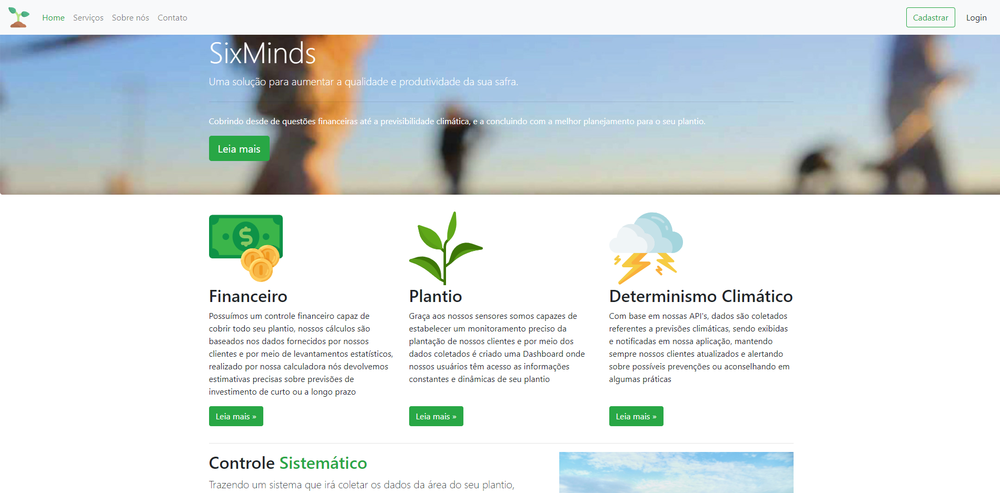 Home Serviços Sobre nós Contato Cadastrar Login
SixMinds
Uma solução para aumentar a qualidade e produtividade da sua safra.
Cobrindo desde de questões financeiras até a previsibilidade climática, e a concluindo com a melhor planejamento para o seu plantio.
Leia mais
Financeiro
Possuímos um controle financeiro capaz de
cobrir todo seu plantio, nossos cálculos são
baseados nos dados fornecidos por nossos
clientes e por meio de levantamentos estatísticos,
realizado por nossa calculadora nós devolvemos
estimativas precisas sobre previsões de
investimento de curto ou a longo prazo
Leia mais »
Plantio
Graça aos nossos sensores somos capazes de
estabelecer um monitoramento preciso da
plantação de nossos clientes e por meio dos
dados coletados é criado uma Dashboard onde
nossos usuários têm acesso as informações
constantes e dinâmicas de seu plantio
Leia mais »
Determinismo Climático
Com base em nossas API's, dados são coletados
referentes a previsões climáticas, sendo exibidas
e notificadas em nossa aplicação, mantendo
sempre nossos clientes atualizados e alertando
sobre possíveis prevenções ou aconselhando em
algumas práticas
Leia mais »
Controle Sistemático
Trazendo um sistema que irá coletar os dados da área do seu plantio,